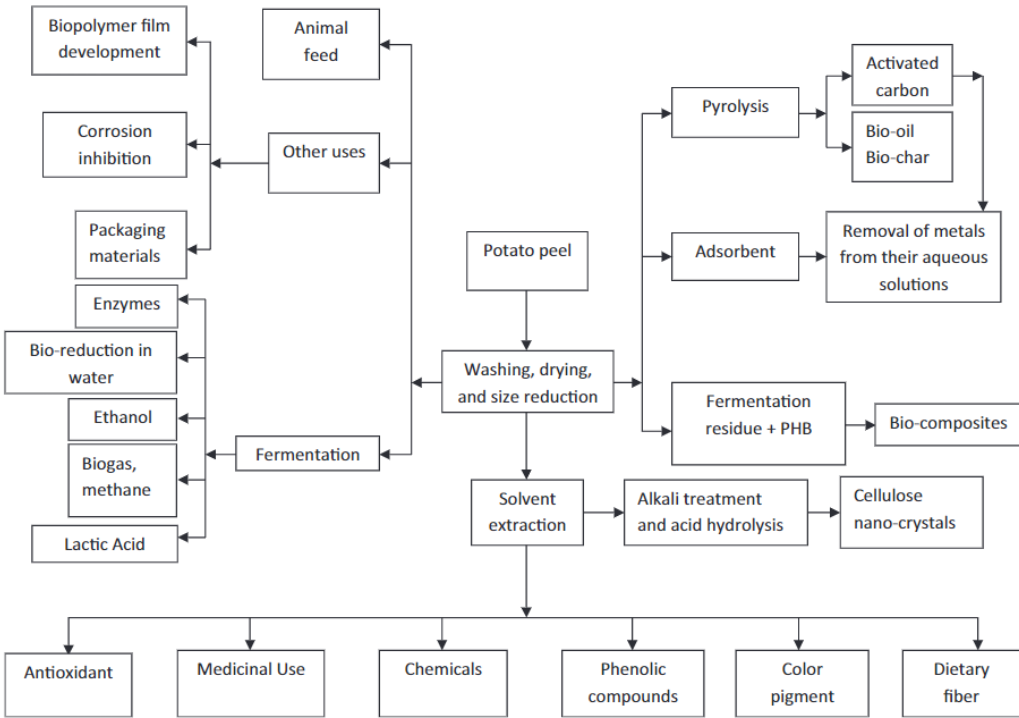 Biopolymer film
development
Animal
feed
Activated
carbon
Pyrolysis
Bio-oil
Bio-char
Corrosion
inhibition
Other uses
Packaging
materials
Potato peel
Adsorbent
Removal of metals
from their aqueous
solutions
Enzymes
Bio-reduction in
water
Washing, drying,
and size reduction
Ethanol
Fermentation
residue + PHB
Bio-composites
Fermentation
Biogas,
methane
Solvent
extraction
Alkali treatment
and acid hydrolysis
Cellulose
nano-crystals
Lactic Acid
Antioxidant
Medicinal Use
Chemicals
Phenolic
compounds
Color
pigment
Dietary
fiber